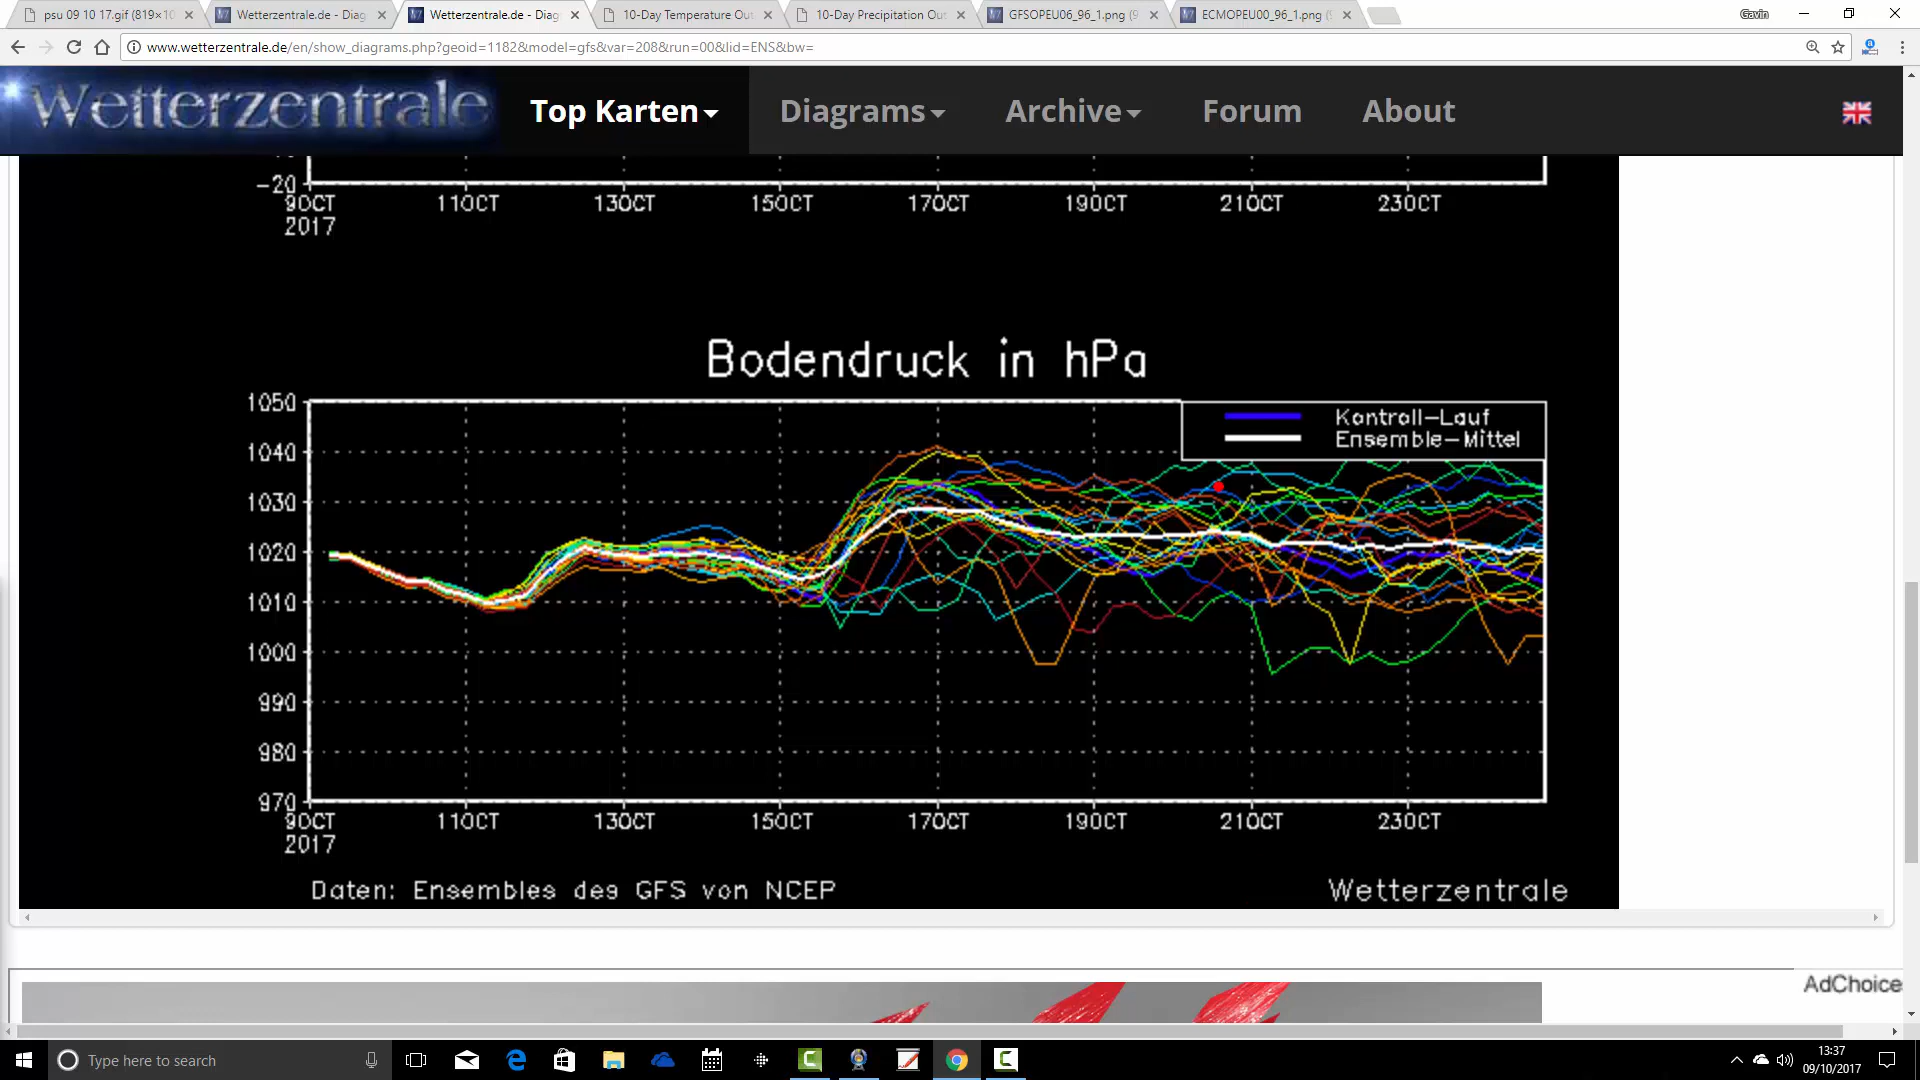 psu 09 10 17.gif (819×10
Wetterzentrale.de - Diag
Wetterzentrale.de - Diag
10-Day Temperature Out
10-Day Precipitation Out
GFSOPEU06_96_1.png (9
ECMOPEU00_96_1.png (9
Gavin
www.wetterzentrale.de/en/show_diagrams.php?geoid=1182&model=gfs&var=208&run=00&lid=ENS&bw=
Wetterzentrale
Top Karten
Diagrams
Archive
Forum
About
-20
9OCT 11OCT 13OCT 15OCT 17OCT 19OCT 21OCT 23OCT
2017
Bodendruck in hPa
1050
Kontroll-Lauf
Ensemble-Mittel
1040
1030
1020
1010
1000
990
980
970
9OCT 11OCT 13OCT 15OCT 17OCT 19OCT 21OCT 23OCT
2017
Daten: Ensembles des GFS von NCEP
Wetterzentrale
AdChoice
Type here to search
13:37
09/10/2017